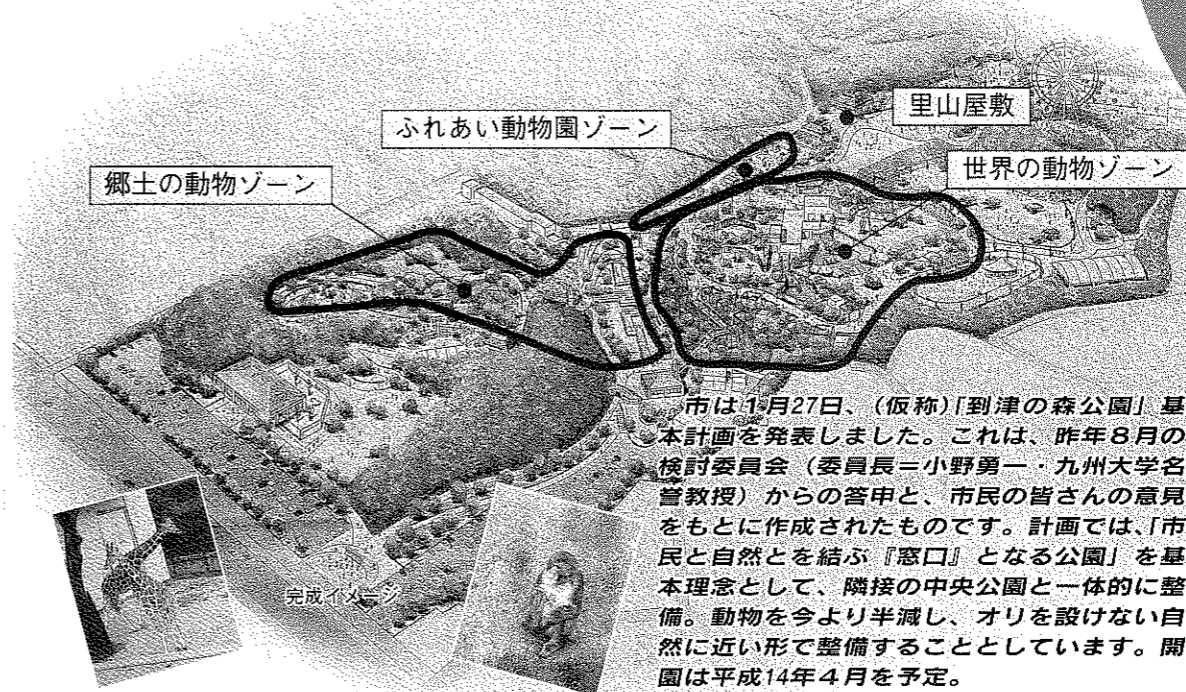 里山屋敷
ふれあい動物園ゾーン
世界の動物ゾーン
郷土の動物ゾーン
市は1月27日、(仮称)「到津の森公園」基
本計画を発表しました。これは、昨年8月の
検討委員会(委員長=小野勇一・九州大学名
誉教授)からの答申と、市民の皆さんの意見
をもとに作成されたものです。計画では、「市
民と自然とを結ぶ『窓口』となる公園」を基
本理念として、隣接の中央公園と一体的に整
備。動物を今より半減し、オリを設けない自
然に近い形で整備することとしています。開
園は平成14年4月を予定。
完成イメージ